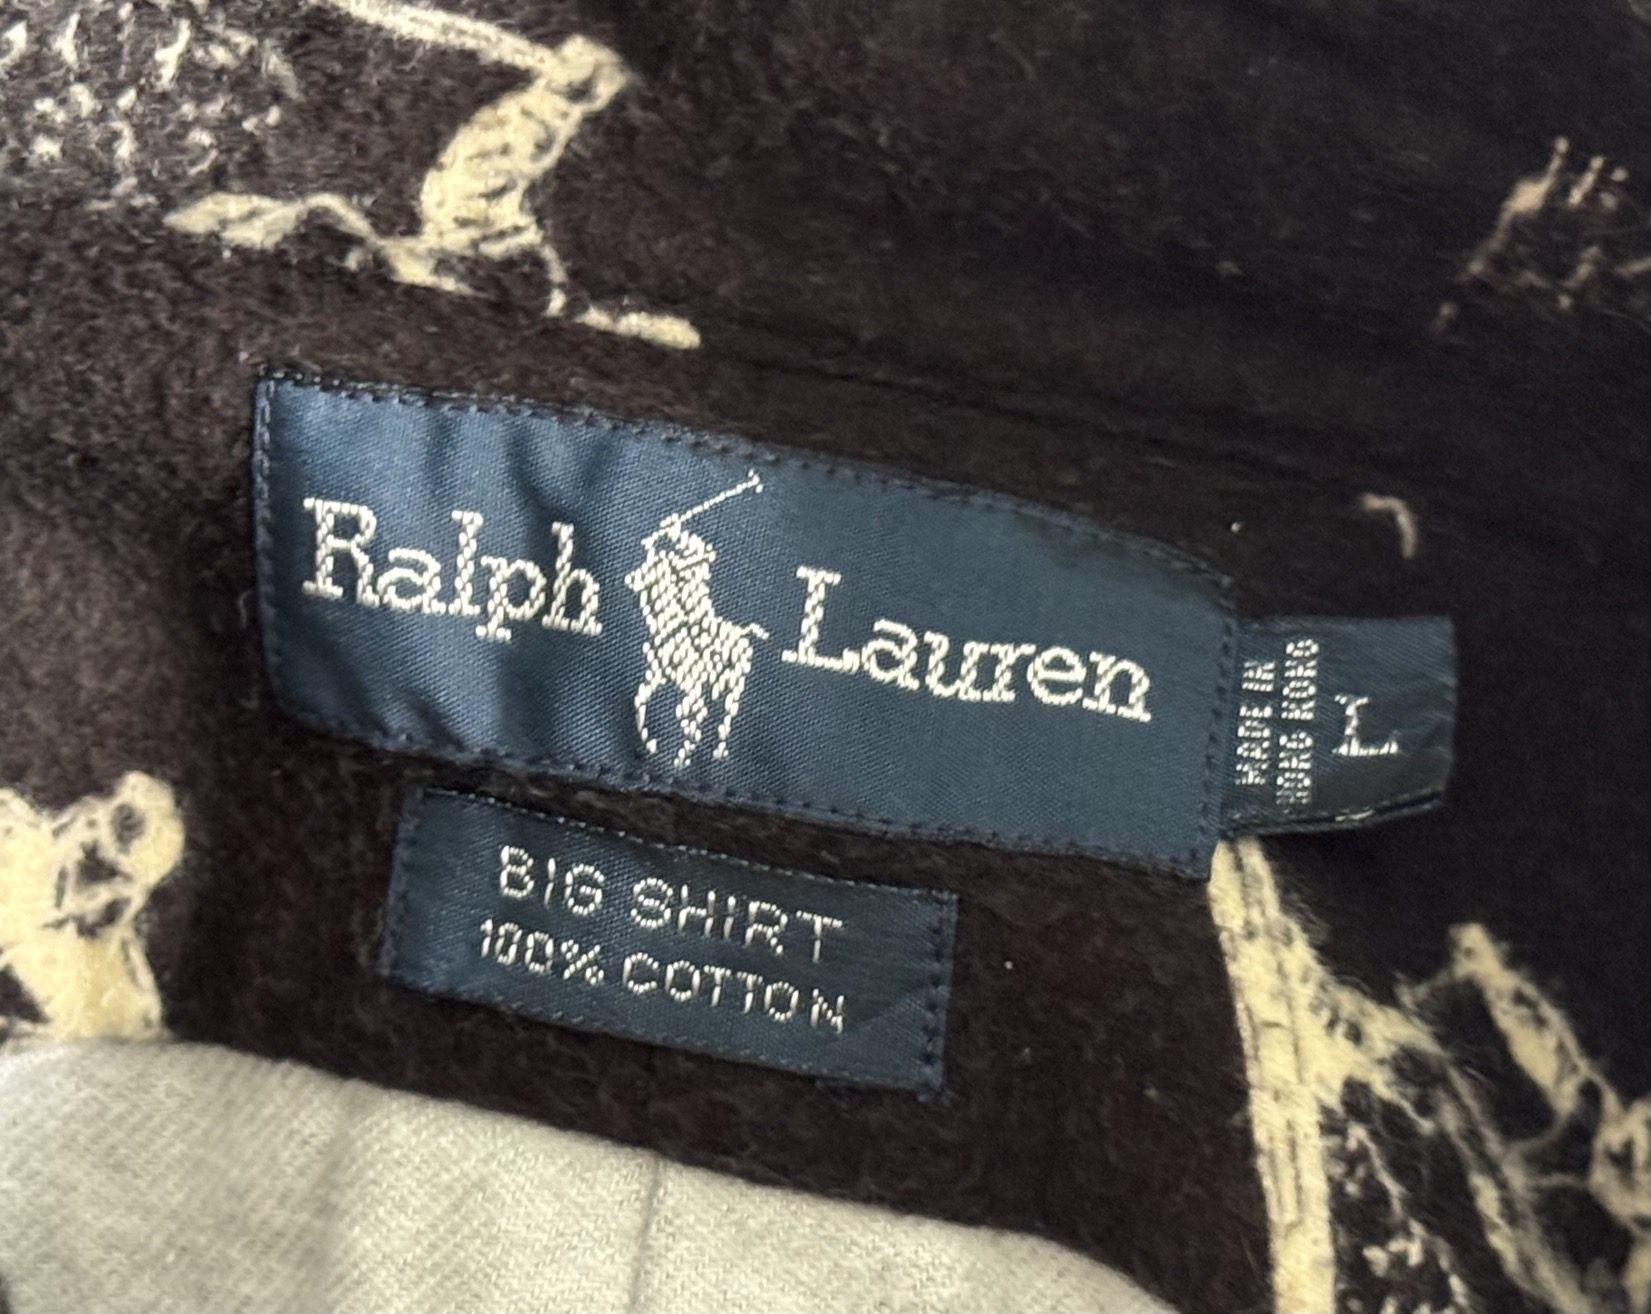 Ralph Lauren
MADE IN
HONG KONG
L
BIG SHIRT
100% COTTON